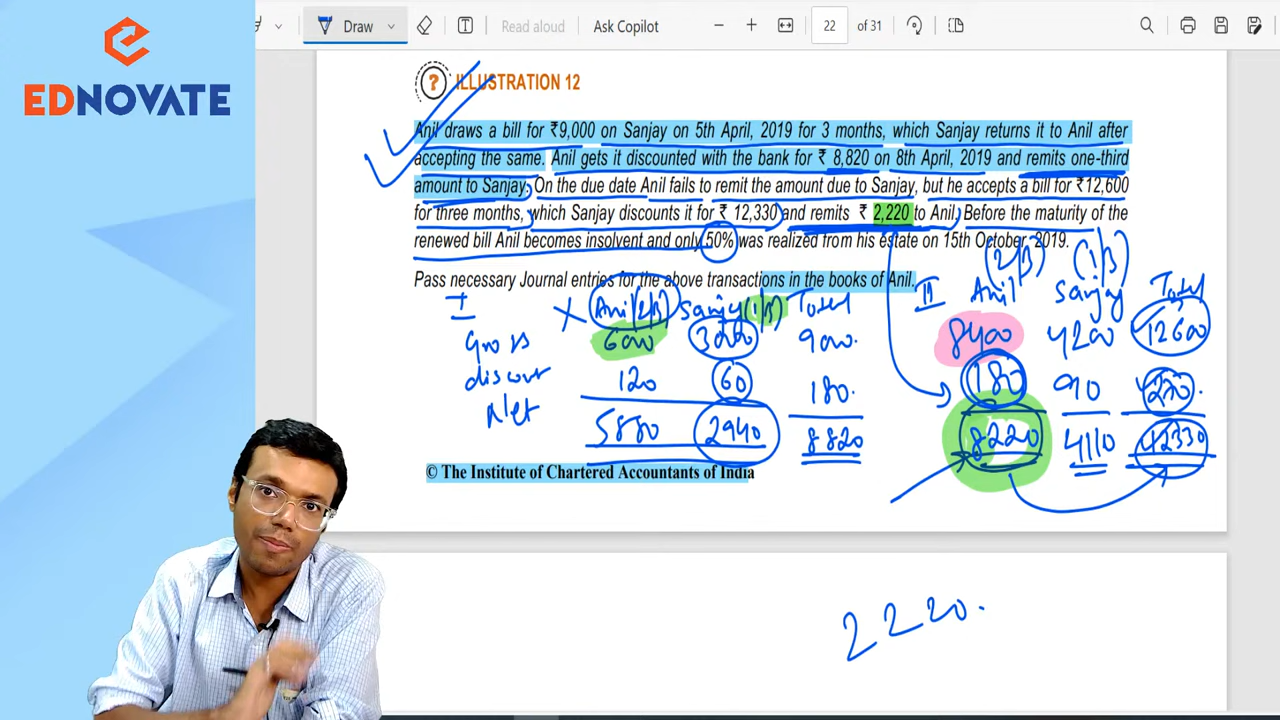 Draw
Read aloud
Ask Copilot
22 of 31
EDNOVATE
? ILLUSTRATION 12
Anil draws a bill for ₹9,000 on Sanjay on 5th April, 2019 for 3 months, which Sanjay returns it to Anil after
accepting the same. Anil gets it discounted with the bank for ₹ 8,820 on 8th April, 2019 and remits one-third
amount to Sanjay. On the due date Anil fails to remit the amount due to Sanjay, but he accepts a bill for ₹12,600
for three months, which Sanjay discounts it for ₹ 12,330 and remits ₹ 2,220 to Anil. Before the maturity of the
renewed bill Anil becomes insolvent and only 50% was realized from his estate on 15th October, 2019.
Pass necessary Journal entries for the above transactions in the books of Anil.
I Anil (2/3) Sanjay (1/3) Total
Gross 6000 3000 9000.
discount 120 60 180.
Net 5880 2940 8820
(2/3) (1/3)
II Anil Sanjay Total
8400 4200 12600
180 90 270.
8220 4110 12330
© The Institute of Chartered Accountants of India
2220.